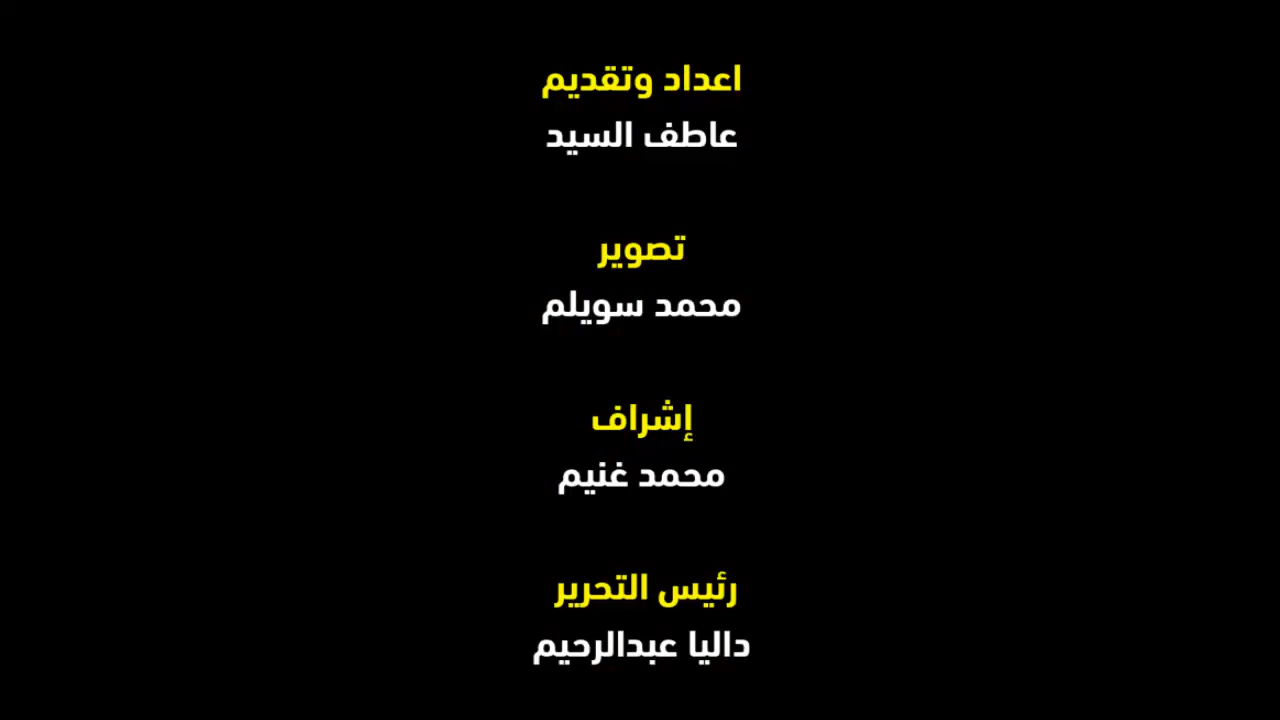 اعداد وتقديم
عاطف السيد
تصوير
محمد سويلم
إشراف
محمد غنيم
رئيس التحرير
داليا عبدالرحيم